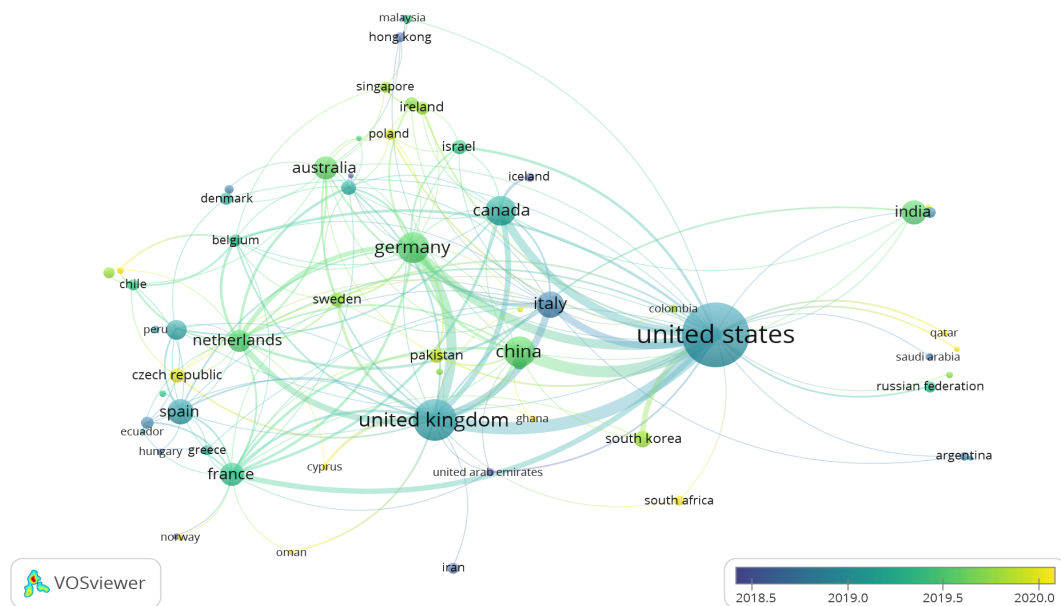 malaysia
hong kong
singapore
ireland
poland
israel
australia
iceland
denmark
canada
india
belgium
germany
chile
sweden
italy
colombia
peru
netherlands
united states
qatar
china
pakistan
saudi arabia
czech republic
russian federation
spain
united kingdom
ghana
ecuador
south korea
hungary
greece
argentina
cyprus
france
united arab emirates
south africa
norway
oman
iran
VOSviewer
2018.5 2019.0 2019.5 2020.0